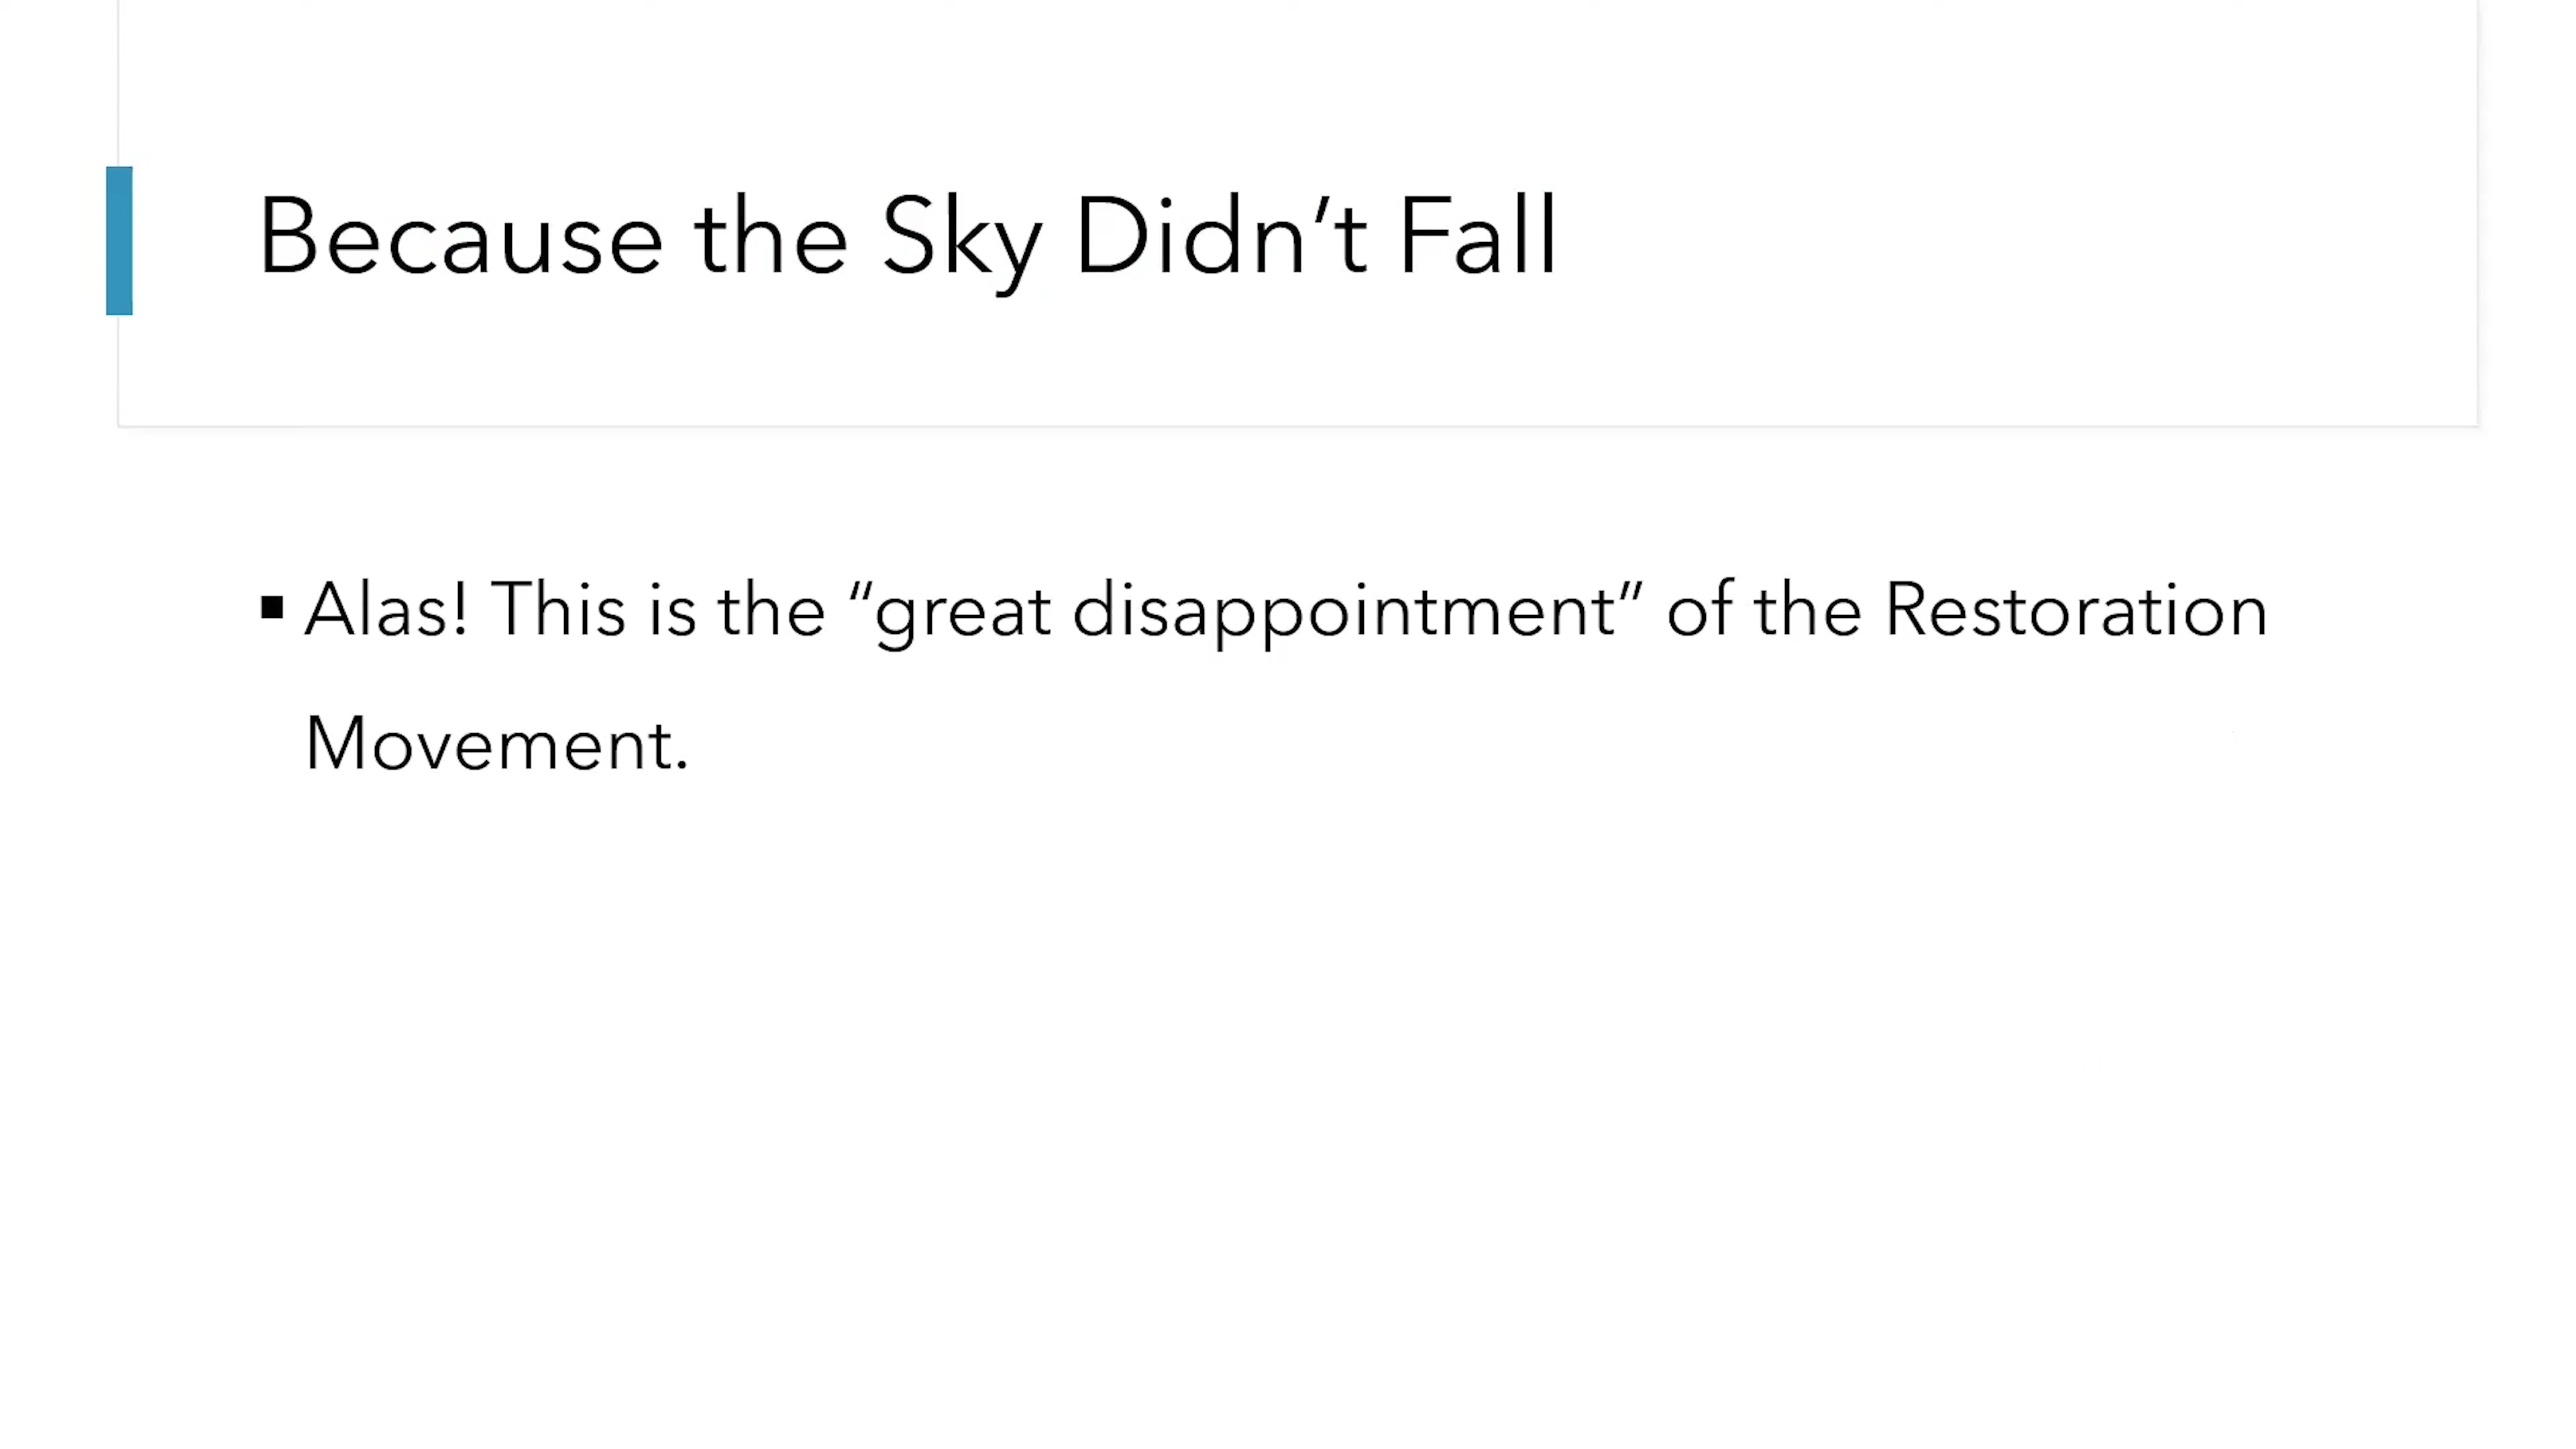 Because the Sky Didn’t Fall
▪ Alas! This is the “great disappointment” of the Restoration
Movement.